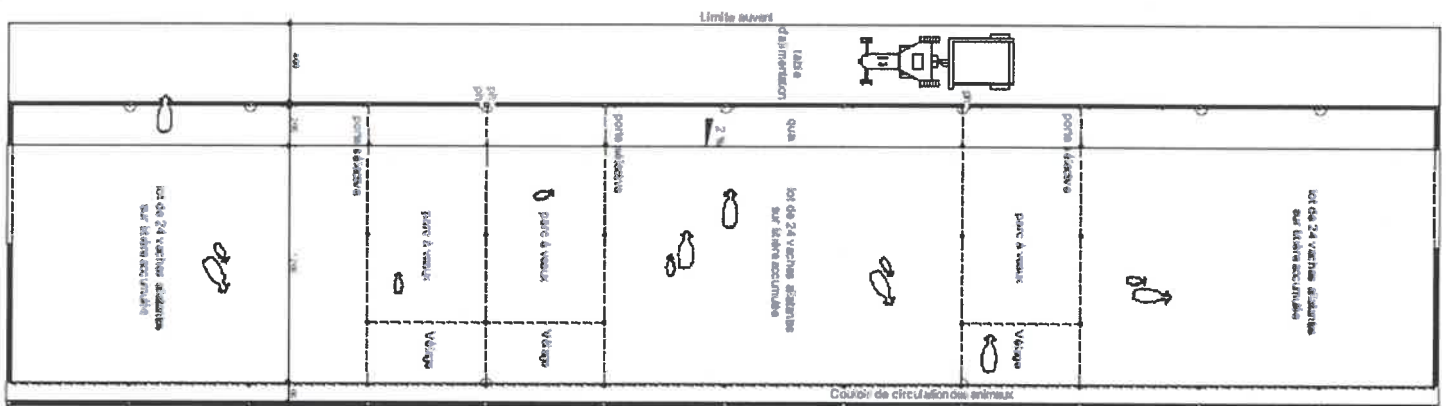 Limite auvent
table
d'alimentation
porte sélective
porte sélective
2 %
porte sélective
lot de 24 vaches allaitantes
sur litière accumulée
parc à veaux
parc à veaux
lot de 24 vaches allaitantes
sur litière accumulée
parc à veaux
lot de 24 vaches allaitantes
sur litière accumulée
Vêlage
Vêlage
Vêlage
Couloir de circulation des animaux